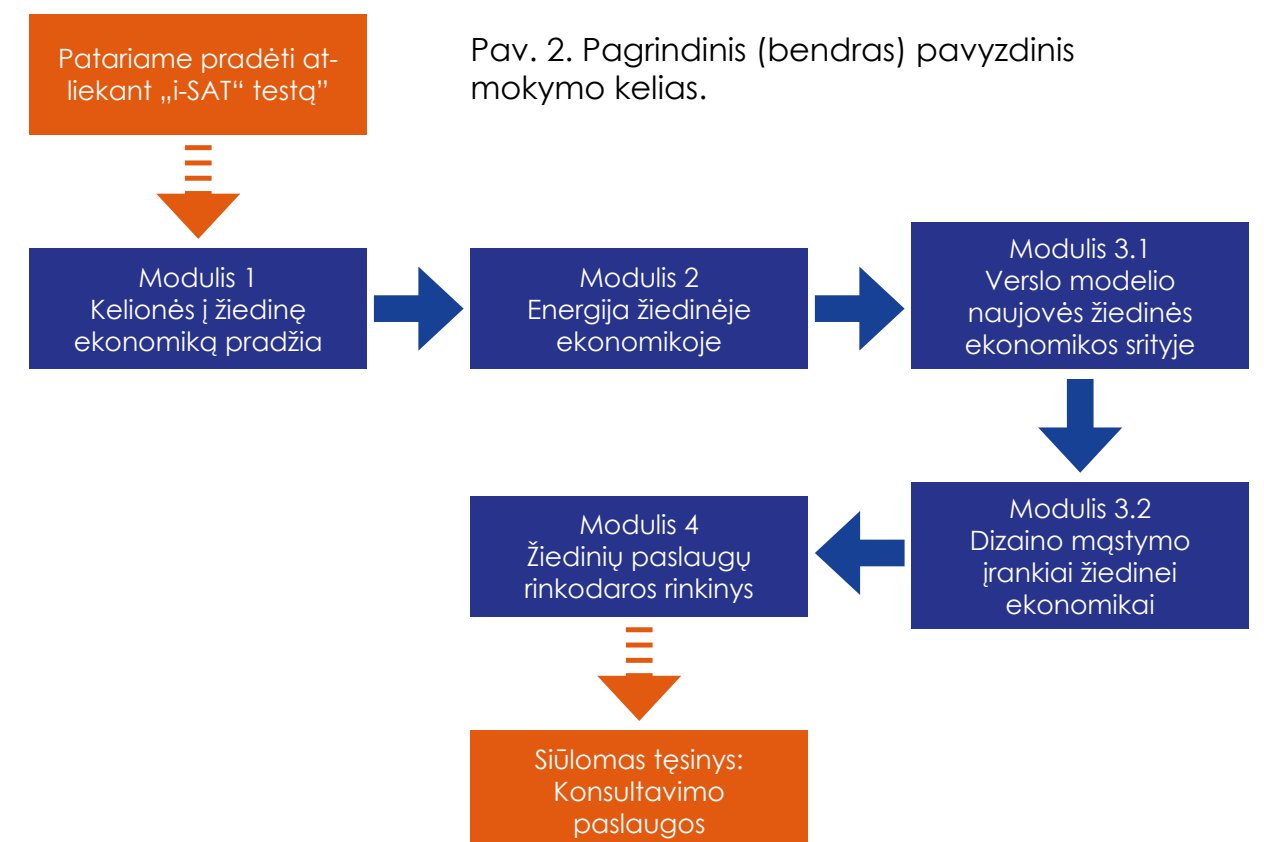 Patariame pradėti at-
liekant „i-SAT“ testą”
Pav. 2. Pagrindinis (bendras) pavyzdinis
mokymo kelias.
Modulis 1
Kelionės į žiedinę
ekonomiką pradžia
Modulis 2
Energija žiedinėje
ekonomikoje
Modulis 3.1
Verslo modelio
naujovės žiedinės
ekonomikos srityje
Modulis 3.2
Dizaino mąstymo
įrankiai žiedinei
ekonomikai
Modulis 4
Žiedinių paslaugų
rinkodaros rinkinys
Siūlomas tęsinys:
Konsultavimo
paslaugos